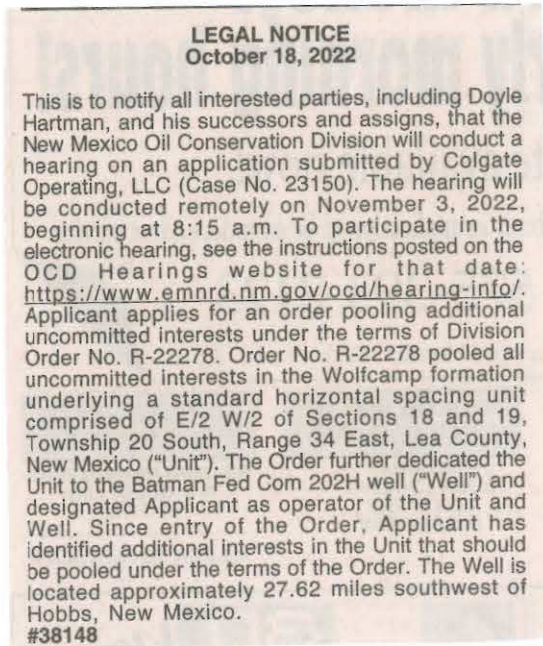 LEGAL NOTICE
October 18, 2022
This is to notify all interested parties, including Doyle
Hartman, and his successors and assigns, that the
New Mexico Oil Conservation Division will conduct a
hearing on an application submitted by Colgate
Operating, LLC (Case No. 23150). The hearing will
be conducted remotely on November 3, 2022,
beginning at 8:15 a.m. To participate in the
electronic hearing, see the instructions posted on the
OCD Hearings website for that date:
https://www.emnrd.nm.gov/ocd/hearing-info/.
Applicant applies for an order pooling additional
uncommitted interests under the terms of Division
Order No. R-22278. Order No. R-22278 pooled all
uncommitted interests in the Wolfcamp formation
underlying a standard horizontal spacing unit
comprised of E/2 W/2 of Sections 18 and 19,
Township 20 South, Range 34 East, Lea County,
New Mexico ("Unit"). The Order further dedicated the
Unit to the Batman Fed Com 202H well ("Well") and
designated Applicant as operator of the Unit and
Well. Since entry of the Order, Applicant has
identified additional interests in the Unit that should
be pooled under the terms of the Order. The Well is
located approximately 27.62 miles southwest of
Hobbs, New Mexico.
#38148